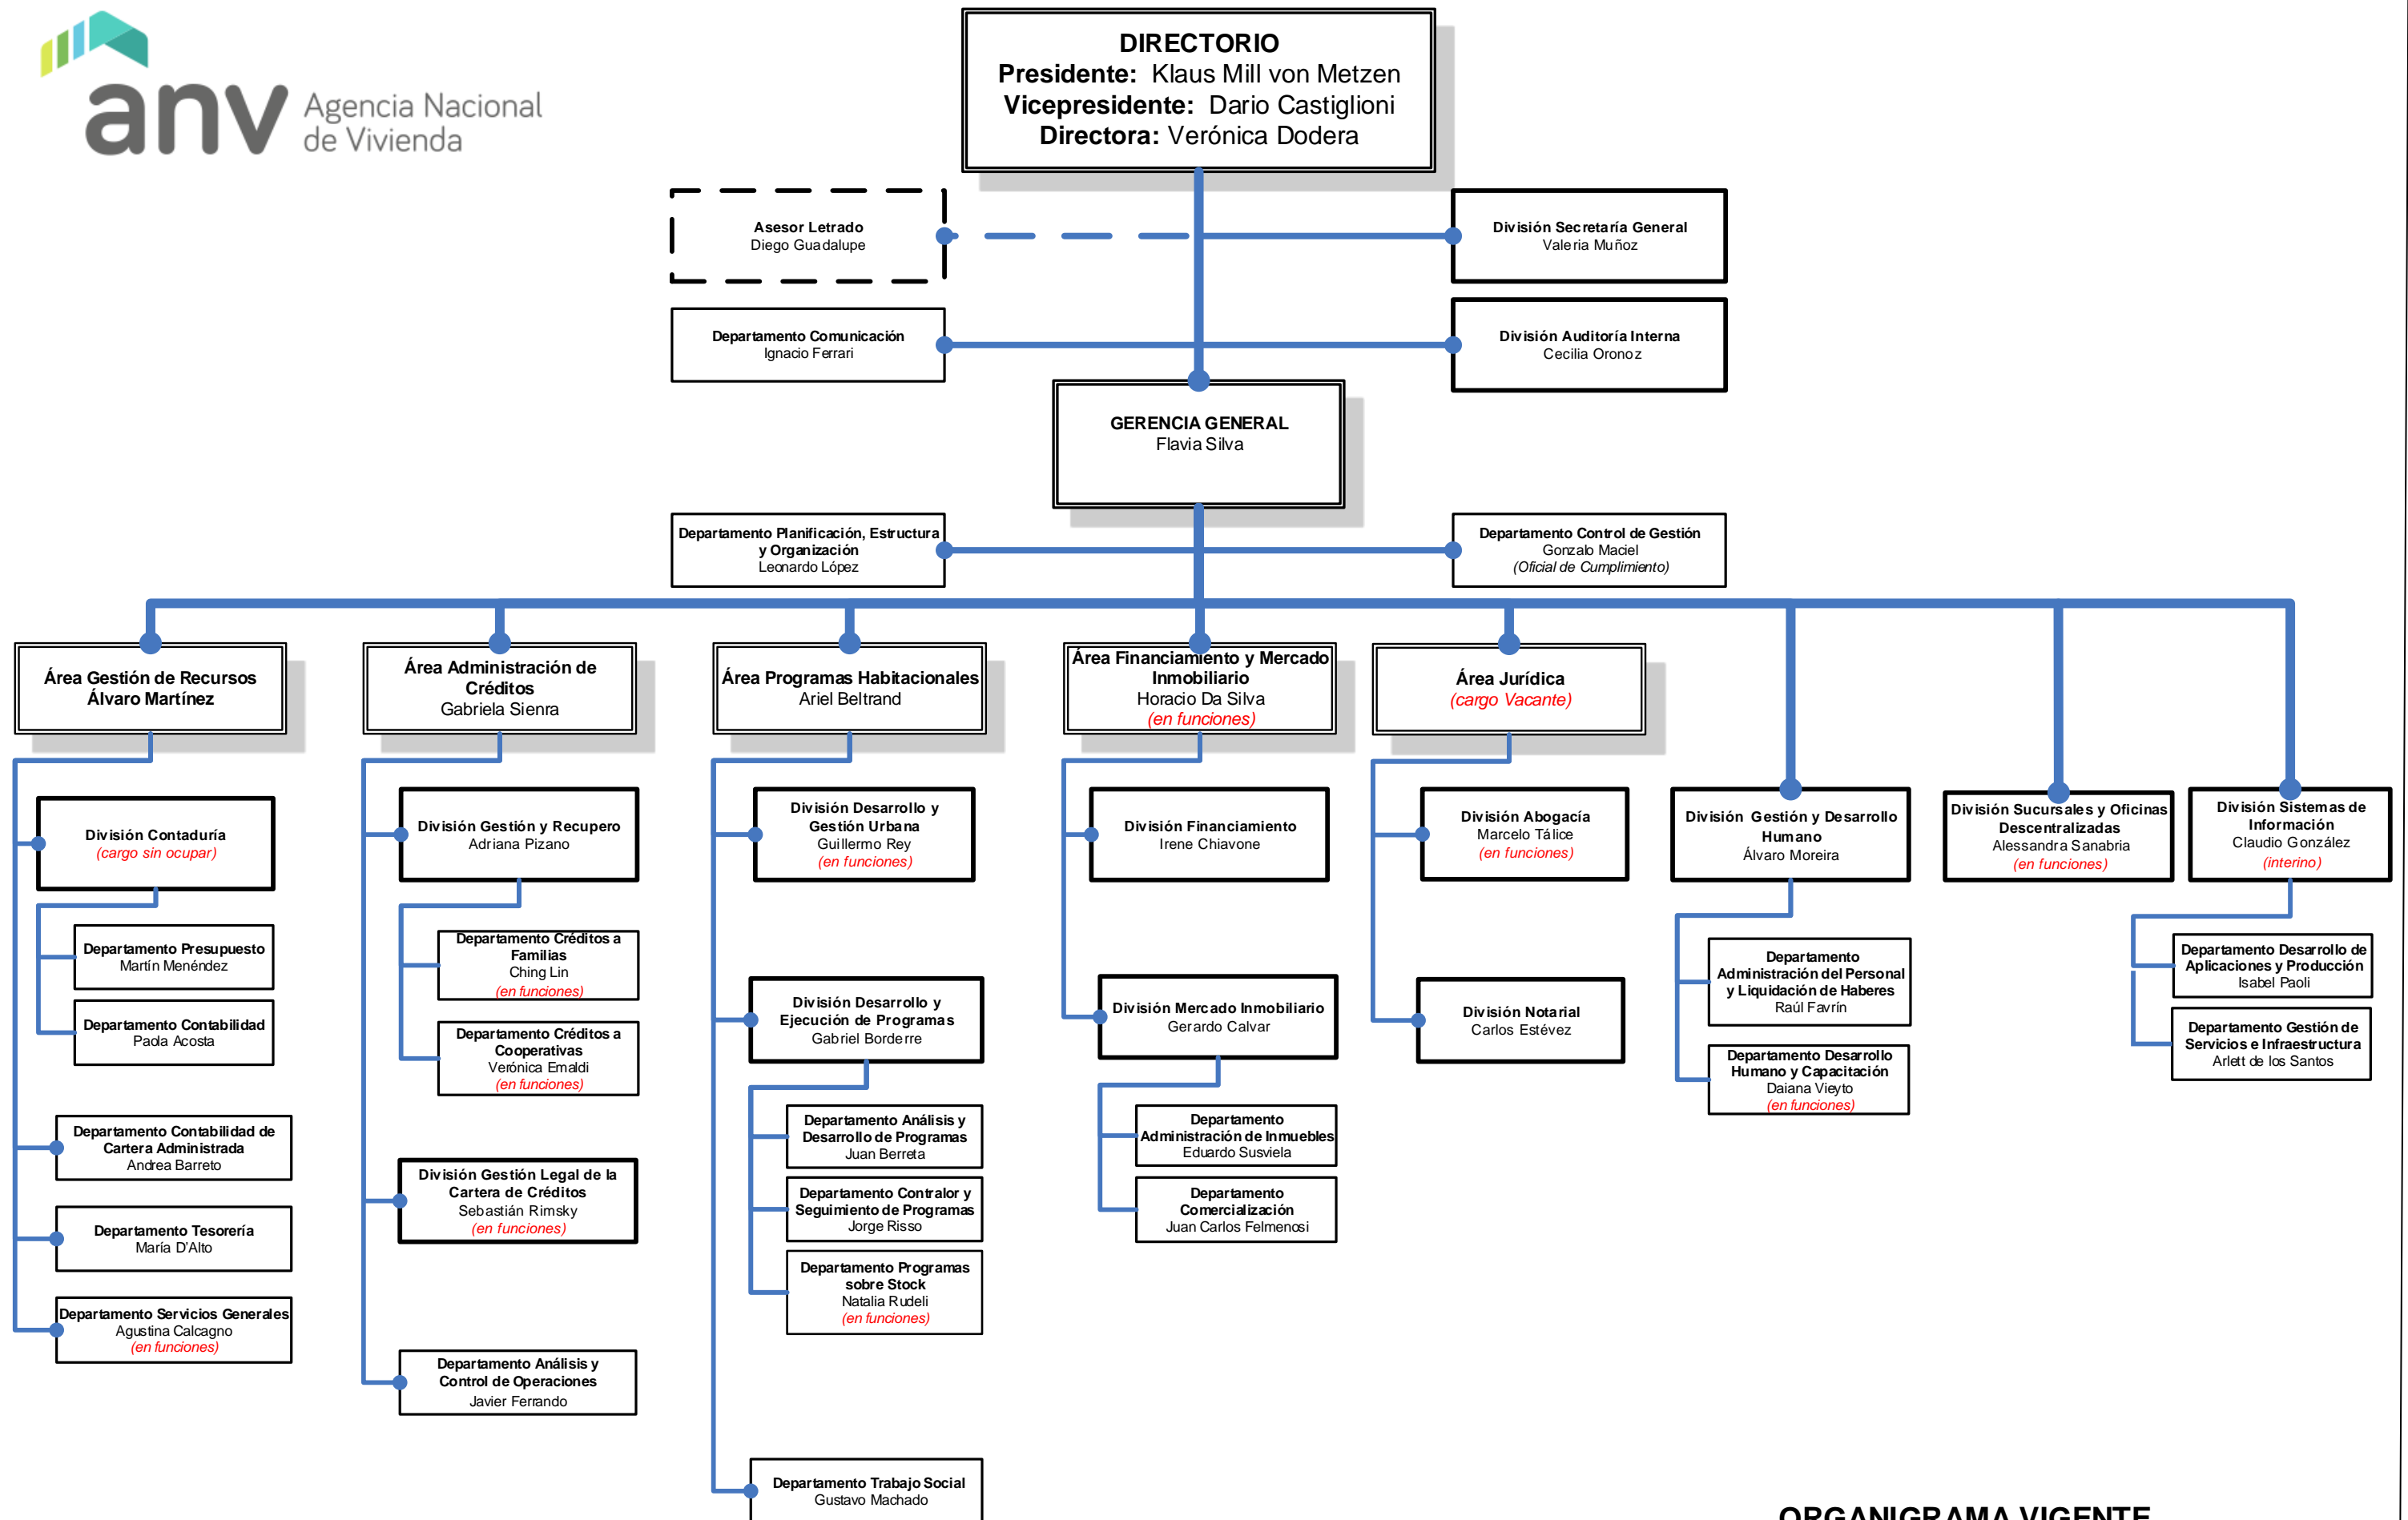 anv Agencia Nacional
de Vivienda
DIRECTORIO
Presidente: Klaus Mill von Metzen
Vicepresidente: Dario Castiglioni
Directora: Verónica Dodera
Asesor Letrado
Diego Guadalupe
División Secretaría General
Valeria Muñoz
Departamento Comunicación
Ignacio Ferrari
División Auditoría Interna
Cecilia Oronoz
GERENCIA GENERAL
Flavia Silva
Departamento Planificación, Estructura
y Organización
Leonardo López
Departamento Control de Gestión
Gonzalo Maciel
(Oficial de Cumplimiento)
Área Gestión de Recursos
Álvaro Martínez
Área Administración de
Créditos
Gabriela Sienra
Área Programas Habitacionales
Ariel Beltrand
Área Financiamiento y Mercado
Inmobiliario
Horacio Da Silva
(en funciones)
Área Jurídica
(cargo Vacante)
División Contaduría
(cargo sin ocupar)
Departamento Presupuesto
Martín Menéndez
Departamento Contabilidad
Paola Acosta
Departamento Contabilidad de
Cartera Administrada
Andrea Barreto
Departamento Tesorería
María D'Alto
Departamento Servicios Generales
Agustina Calcagno
(en funciones)
División Gestión y Recupero
Adriana Pizano
Departamento Créditos a
Familias
Ching Lin
(en funciones)
Departamento Créditos a
Cooperativas
Verónica Emaldi
(en funciones)
División Gestión Legal de la
Cartera de Créditos
Sebastián Rimsky
(en funciones)
Departamento Análisis y
Control de Operaciones
Javier Ferrando
División Desarrollo y
Gestión Urbana
Guillermo Rey
(en funciones)
División Desarrollo y
Ejecución de Programas
Gabriel Borderre
Departamento Análisis y
Desarrollo de Programas
Juan Berreta
Departamento Contralor y
Seguimiento de Programas
Jorge Risso
Departamento Programas
sobre Stock
Natalia Rudeli
(en funciones)
Departamento Trabajo Social
Gustavo Machado
División Financiamiento
Irene Chiavone
División Mercado Inmobiliario
Gerardo Calvar
Departamento
Administración de Inmuebles
Eduardo Susviela
Departamento
Comercialización
Juan Carlos Felmenosi
División Abogacía
Marcelo Tálice
(en funciones)
División Notarial
Carlos Estévez
División Gestión y Desarrollo
Humano
Álvaro Moreira
Departamento
Administración del Personal
y Liquidación de Haberes
Raúl Favrín
Departamento Desarrollo
Humano y Capacitación
Daiana Vieyto
(en funciones)
División Sucursales y Oficinas
Descentralizadas
Alessandra Sanabria
(en funciones)
División Sistemas de
Información
Claudio González
(interino)
Departamento Desarrollo de
Aplicaciones y Producción
Isabel Paoli
Departamento Gestión de
Servicios e Infraestructura
Arlett de los Santos
ORGANIGRAMA VIGENTE